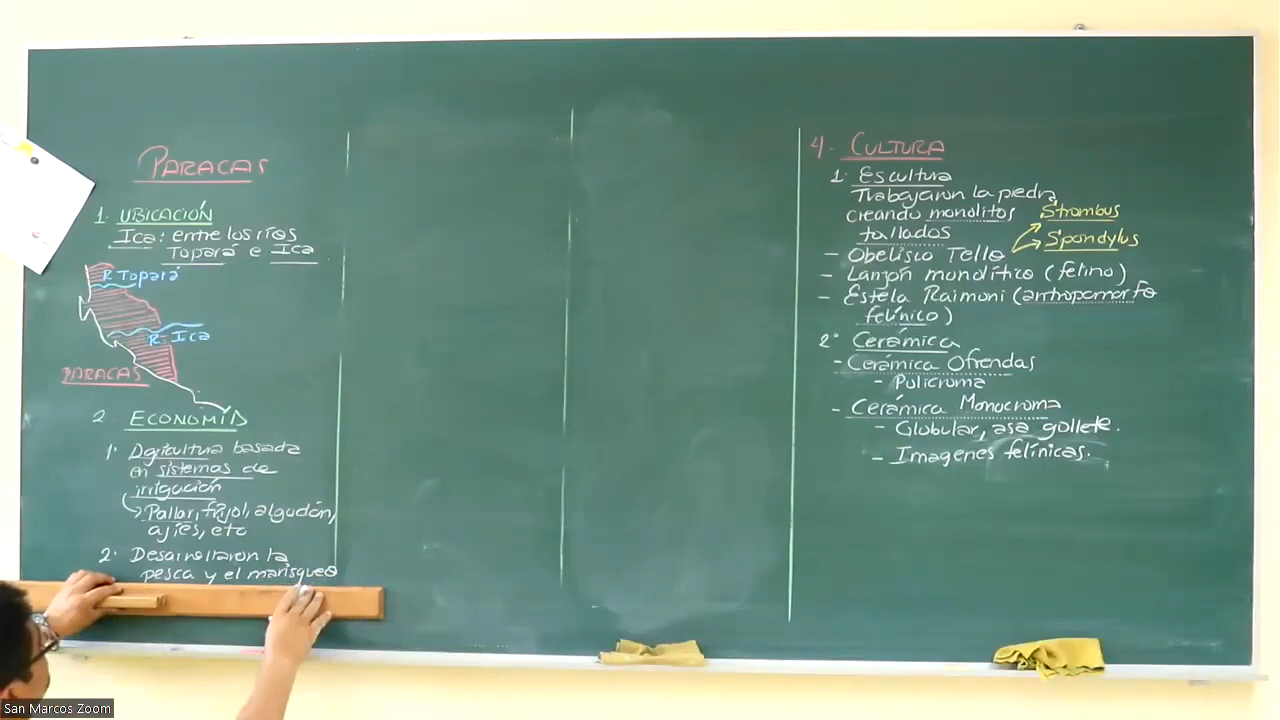 PARACAS
1. UBICACIÓN
Ica: entre los ríos
Topará e Ica
R Topará
R. Ica
PARACAS
2 ECONOMÍA
1. Agricultura basada
en sistemas de
irrigación
Pallar, frijol, algodón,
ajíes, etc
2. Desarrollaron la
pesca y el marisqueo
4. CULTURA
1. Escultura
Trabajaron la piedra
creando monolitos
tallados
Strombus
Spondylus
- Obelisco Tello
- Lanzón monolítico (felino)
- Estela Raimoni (antropomorfo
felínico)
2° Cerámica
- Cerámica Ofrendas
- Policroma
- Cerámica Monocroma
- Globular, asa gollete.
- Imagenes felínicas.
San Marcos Zoom